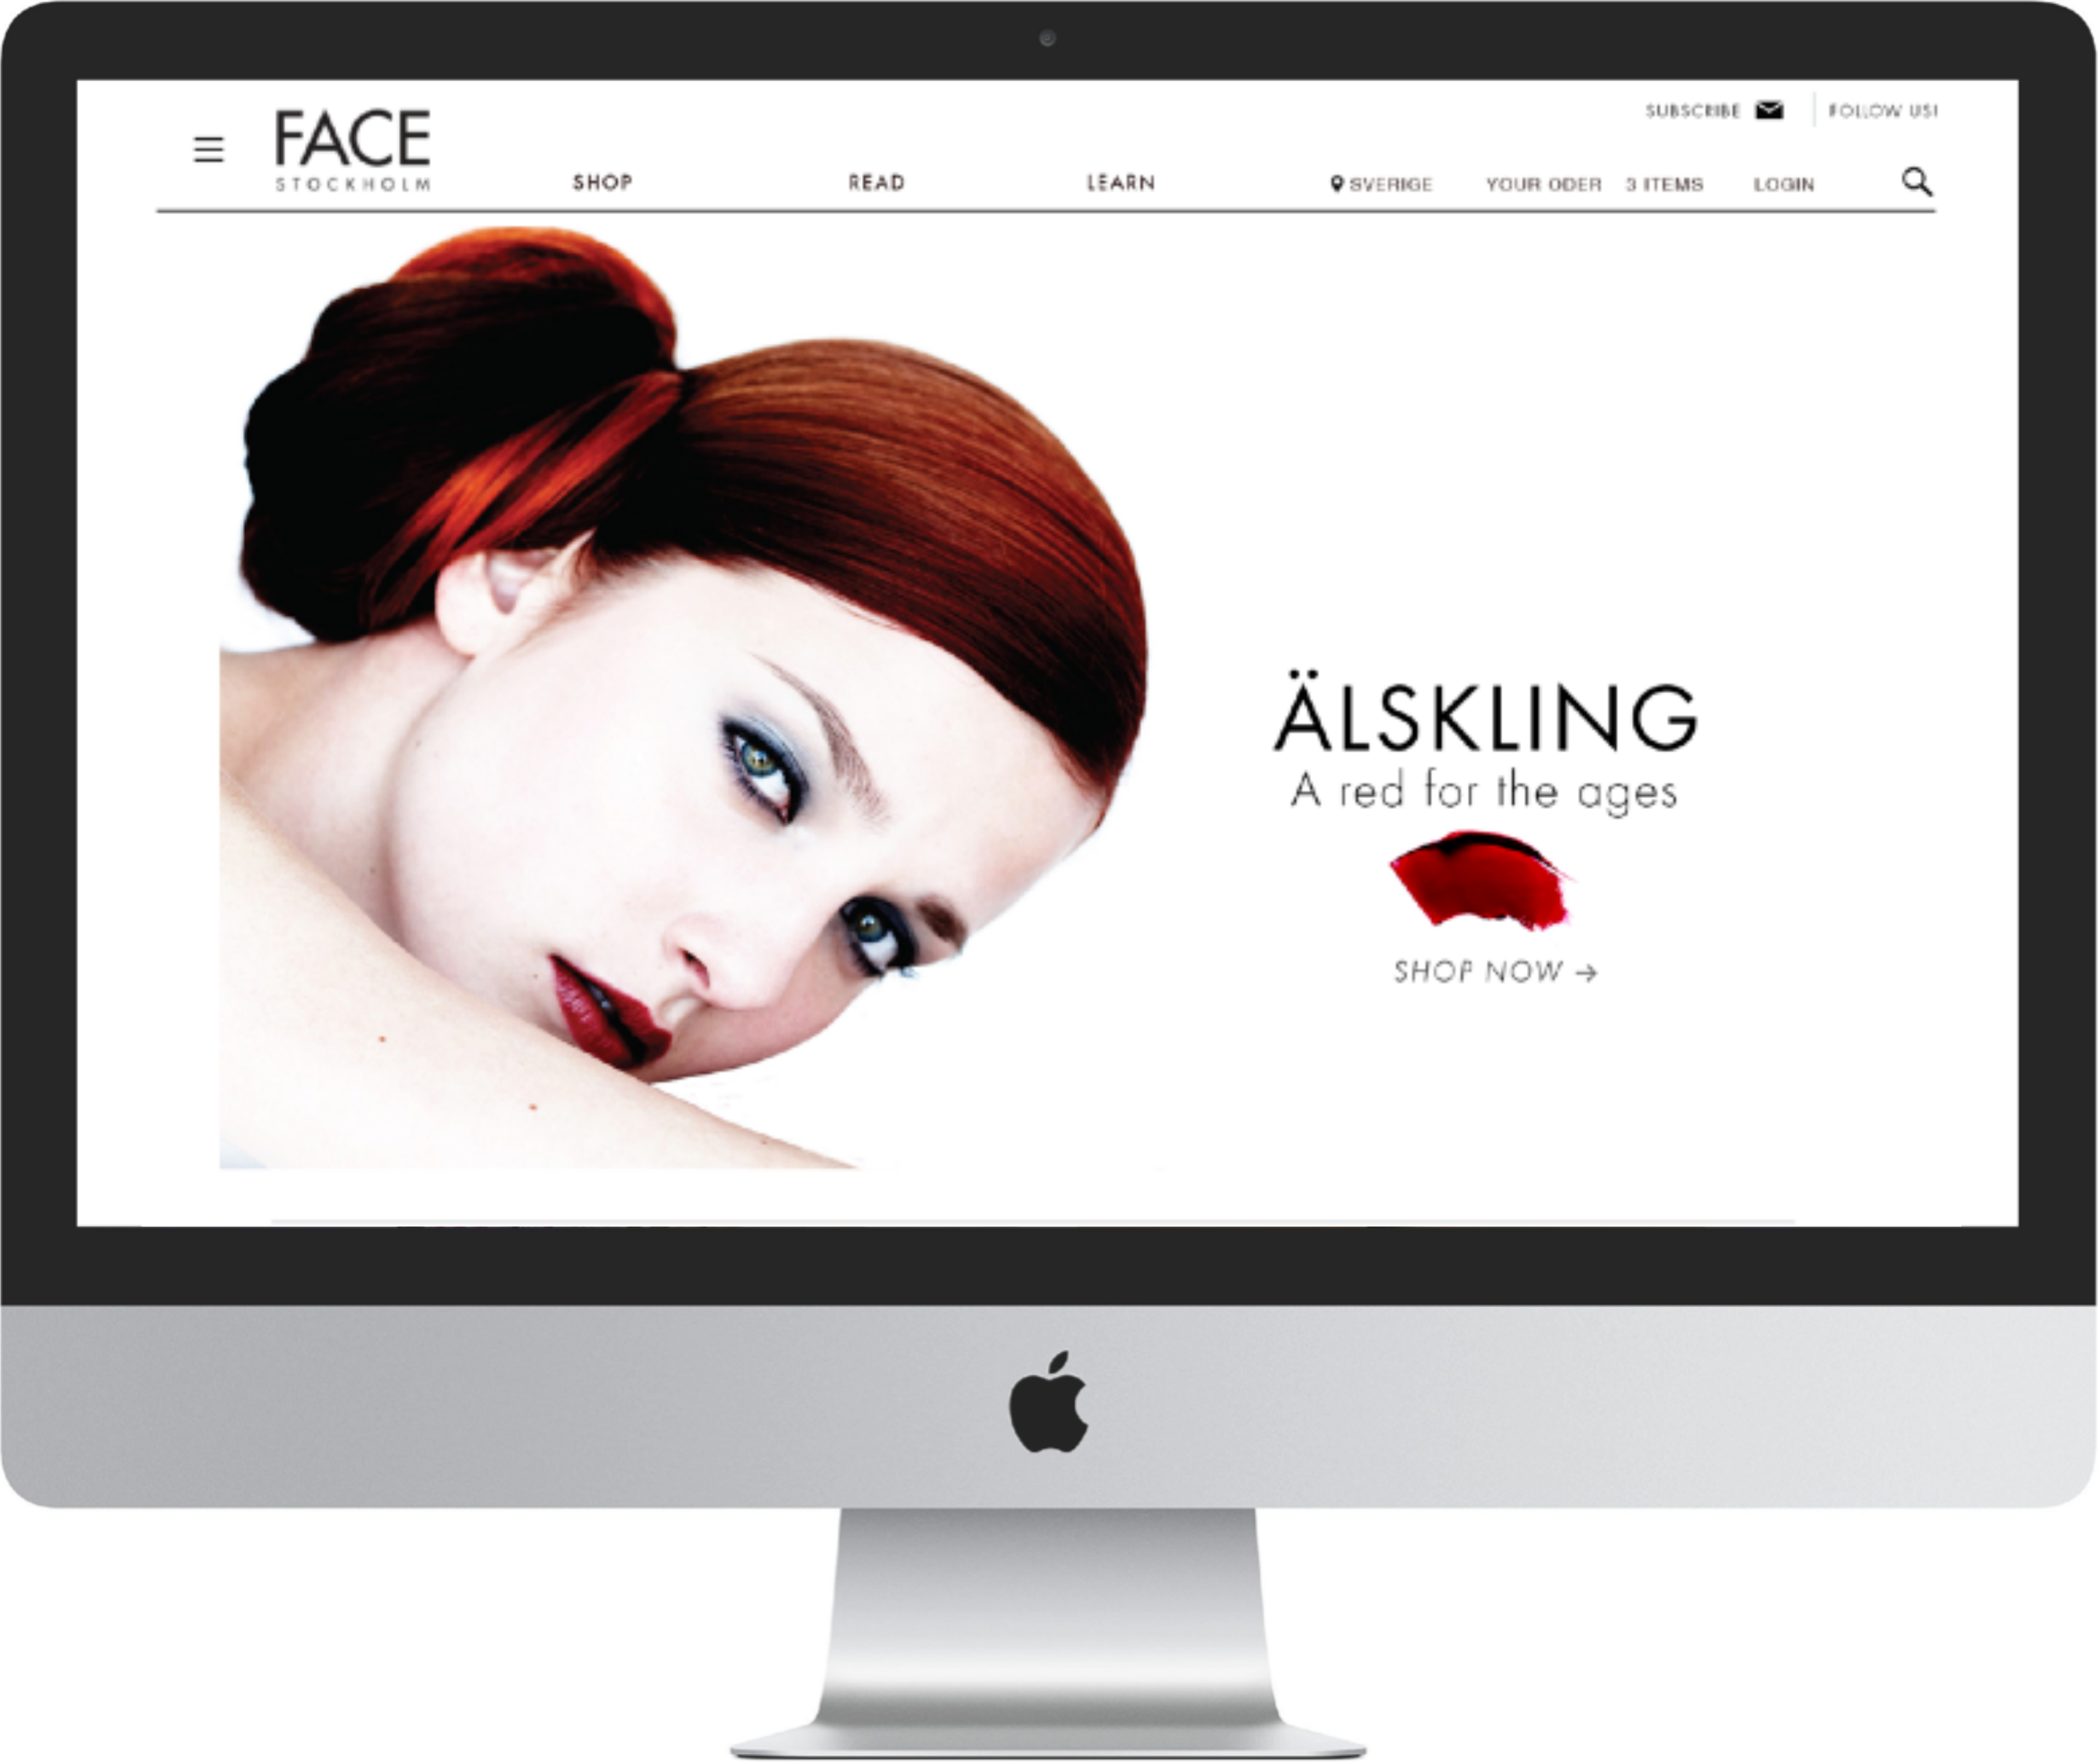 SUBSCRIBE FOLLOW US!
FACE
STOCKHOLM
SHOP READ LEARN SVERIGE YOUR ODER 3 ITEMS LOGIN
ÄLSKLING
A red for the ages
SHOP NOW →